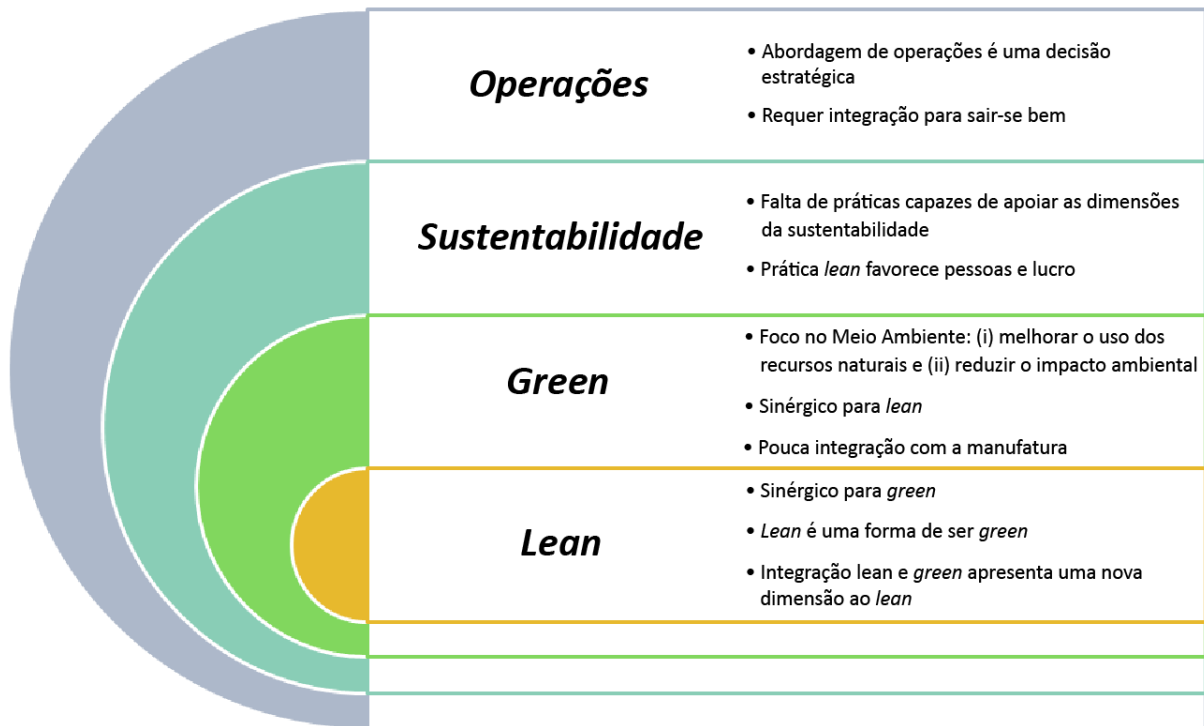 Operações
• Abordagem de operações é uma decisão
estratégica
• Requer integração para sair-se bem
Sustentabilidade
• Falta de práticas capazes de apoiar as dimensões
da sustentabilidade
• Prática lean favorece pessoas e lucro
Green
• Foco no Meio Ambiente: (i) melhorar o uso dos
recursos naturais e (ii) reduzir o impacto ambiental
• Sinérgico para lean
• Pouca integração com a manufatura
Lean
• Sinérgico para green
• Lean é uma forma de ser green
• Integração lean e green apresenta uma nova
dimensão ao lean